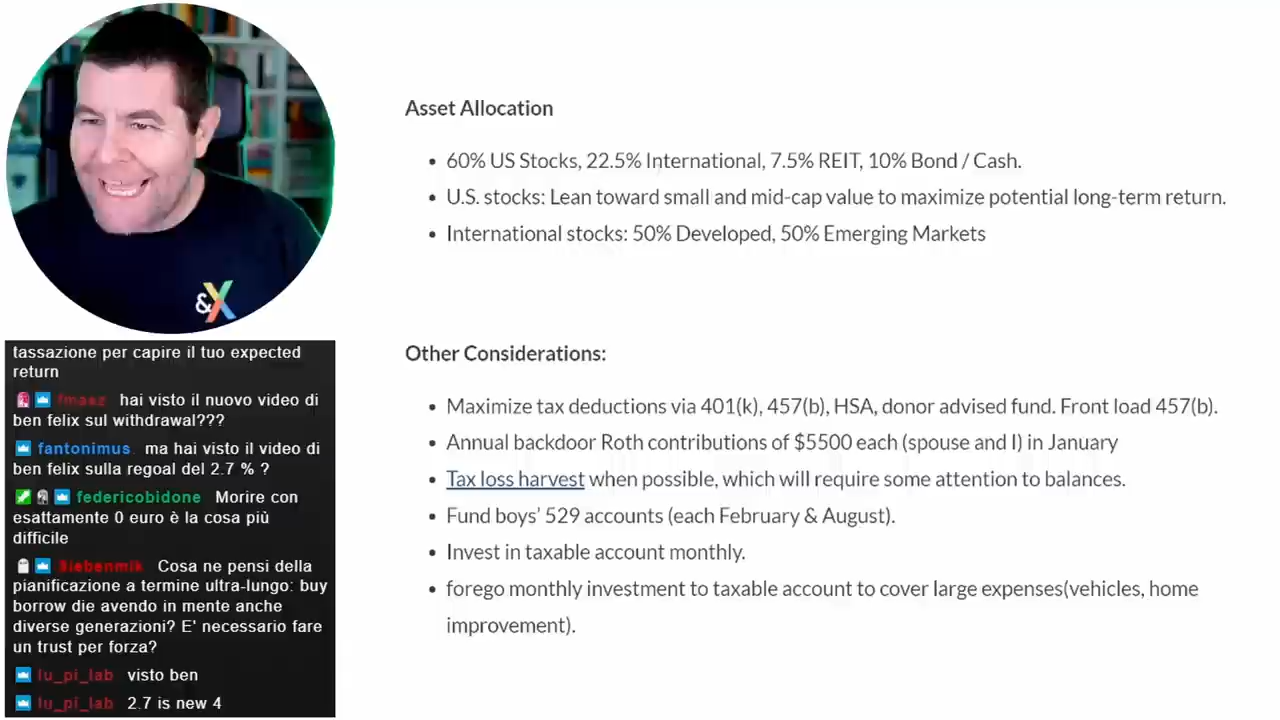 Asset Allocation
60% US Stocks, 22.5% International, 7.5% REIT, 10% Bond / Cash.
U.S. stocks: Lean toward small and mid-cap value to maximize potential long-term return.
International stocks: 50% Developed, 50% Emerging Markets
Other Considerations:
Maximize tax deductions via 401(k), 457(b), HSA, donor advised fund. Front load 457(b).
Annual backdoor Roth contributions of $5500 each (spouse and I) in January
Tax loss harvest when possible, which will require some attention to balances.
Fund boys’ 529 accounts (each February & August).
Invest in taxable account monthly.
forego monthly investment to taxable account to cover large expenses(vehicles, home
improvement).
&X
tassazione per capire il tuo expected
return
hai visto il nuovo video di
ben felix sul withdrawal???
fantonimus ma hai visto il video di
ben felix sulla regoal del 2.7 % ?
federicobidone Morire con
esattamente 0 euro è la cosa più
difficile
Siebenmik Cosa ne pensi della
pianificazione a termine ultra-lungo: buy
borrow die avendo in mente anche
diverse generazioni? E' necessario fare
un trust per forza?
lu_pi_lab visto ben
lu_pi_lab 2.7 is new 4